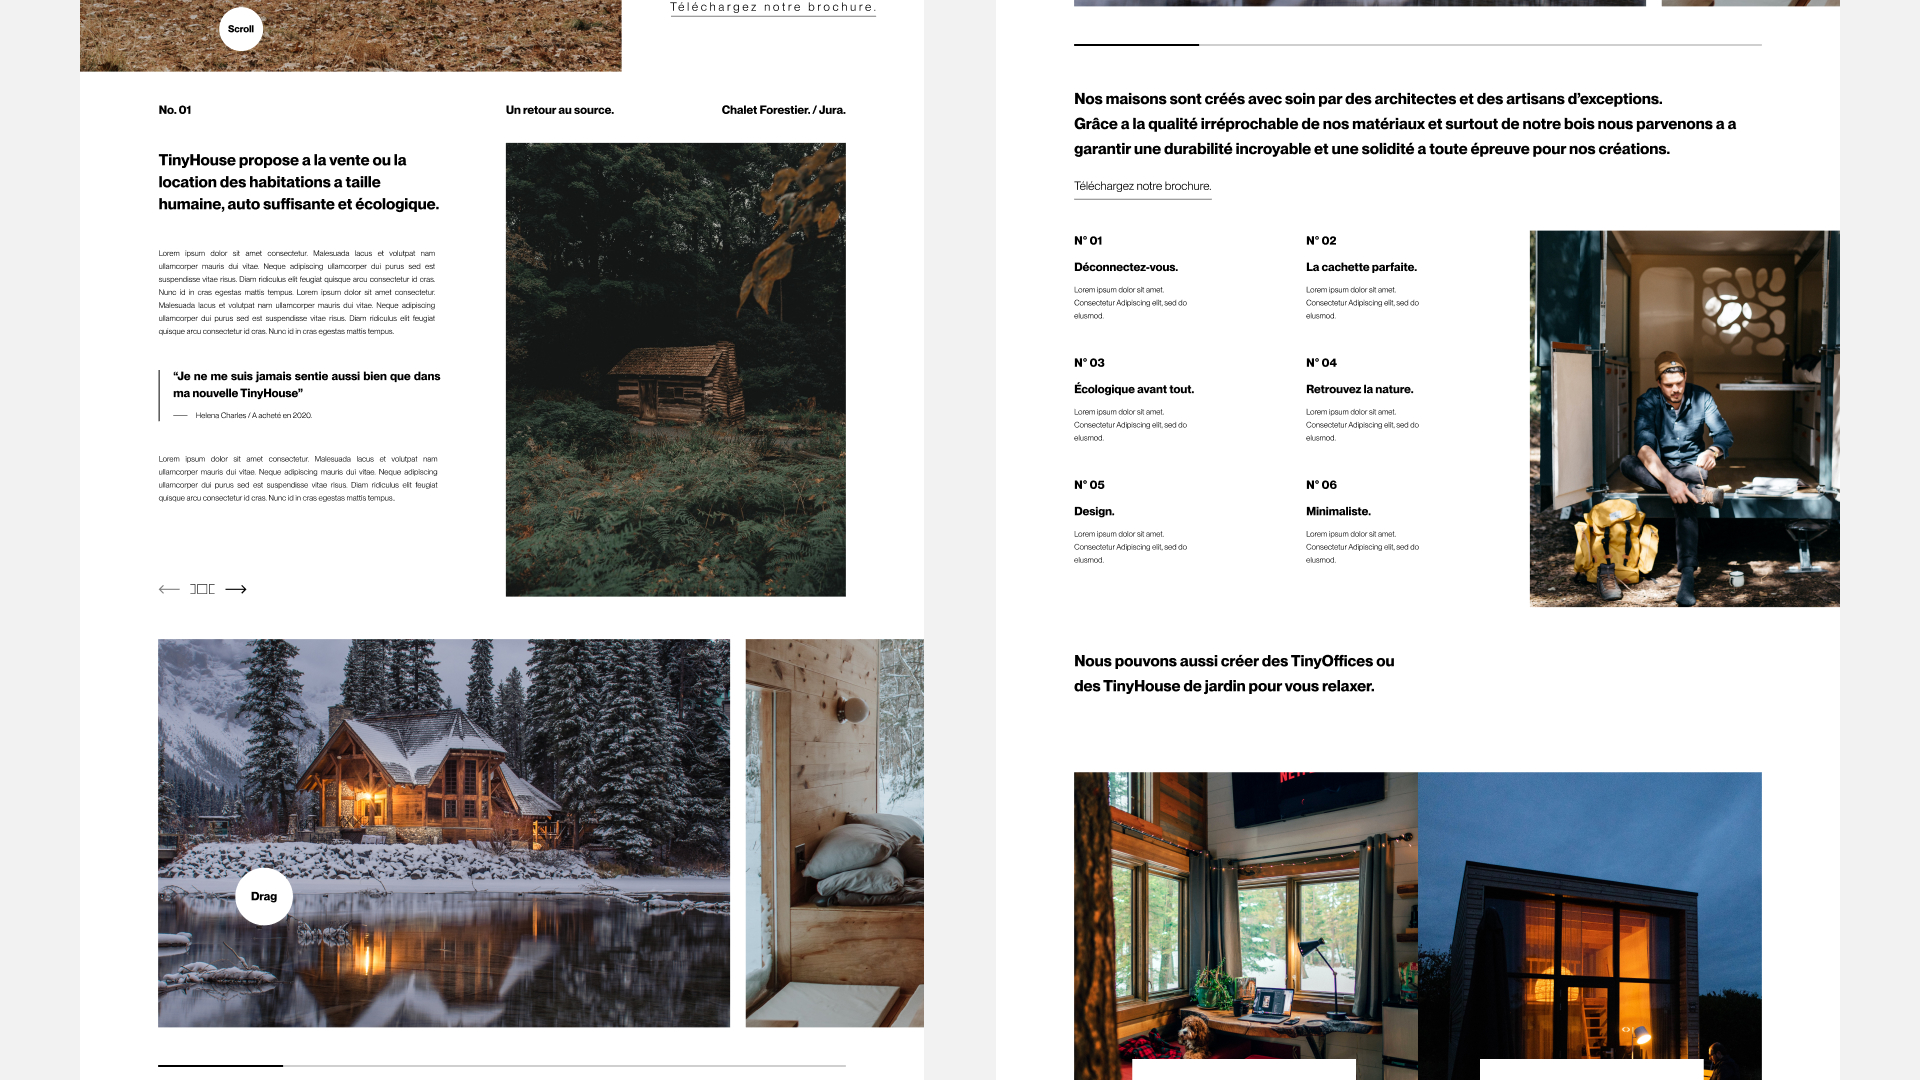 Téléchargez notre brochure.
Scroll
No. 01
Un retour au source.
Chalet Forestier. / Jura.
TinyHouse propose a la vente ou la
location des habitations a taille
humaine, auto suffisante et écologique.
Lorem ipsum dolor sit amet consectetur. Malesuada lacus et volutpat nam
ullamcorper mauris dui vitae. Neque adipiscing ullamcorper dui purus sed est
suspendisse vitae risus. Diam ridiculus elit feugiat quisque arcu consectetur id cras.
Nunc id in cras egestas mattis tempus. Lorem ipsum dolor sit amet consectetur.
Malesuada lacus et volutpat nam ullamcorper mauris dui vitae. Neque adipiscing
ullamcorper dui purus sed est suspendisse vitae risus. Diam ridiculus elit feugiat
quisque arcu consectetur id cras. Nunc id in cras egestas mattis tempus.
“Je ne me suis jamais sentie aussi bien que dans
ma nouvelle TinyHouse”
Helena Charles / A acheté en 2020.
Lorem ipsum dolor sit amet consectetur. Malesuada lacus et volutpat nam
ullamcorper mauris dui vitae. Neque adipiscing mauris dui vitae. Neque adipiscing
ullamcorper dui purus sed est suspendisse vitae risus. Diam ridiculus elit feugiat
quisque arcu consectetur id cras. Nunc id in cras egestas mattis tempus..
Drag
Nos maisons sont créés avec soin par des architectes et des artisans d’exceptions.
Grâce a la qualité irréprochable de nos matériaux et surtout de notre bois nous parvenons a a
garantir une durabilité incroyable et une solidité a toute épreuve pour nos créations.
Téléchargez notre brochure.
N° 01
Déconnectez-vous.
Lorem ipsum dolor sit amet.
Consectetur Adipiscing elit, sed do
eiusmod.
N° 02
La cachette parfaite.
Lorem ipsum dolor sit amet.
Consectetur Adipiscing elit, sed do
eiusmod.
N° 03
Écologique avant tout.
Lorem ipsum dolor sit amet.
Consectetur Adipiscing elit, sed do
eiusmod.
N° 04
Retrouvez la nature.
Lorem ipsum dolor sit amet.
Consectetur Adipiscing elit, sed do
eiusmod.
N° 05
Design.
Lorem ipsum dolor sit amet.
Consectetur Adipiscing elit, sed do
eiusmod.
N° 06
Minimaliste.
Lorem ipsum dolor sit amet.
Consectetur Adipiscing elit, sed do
eiusmod.
Nous pouvons aussi créer des TinyOffices ou
des TinyHouse de jardin pour vous relaxer.